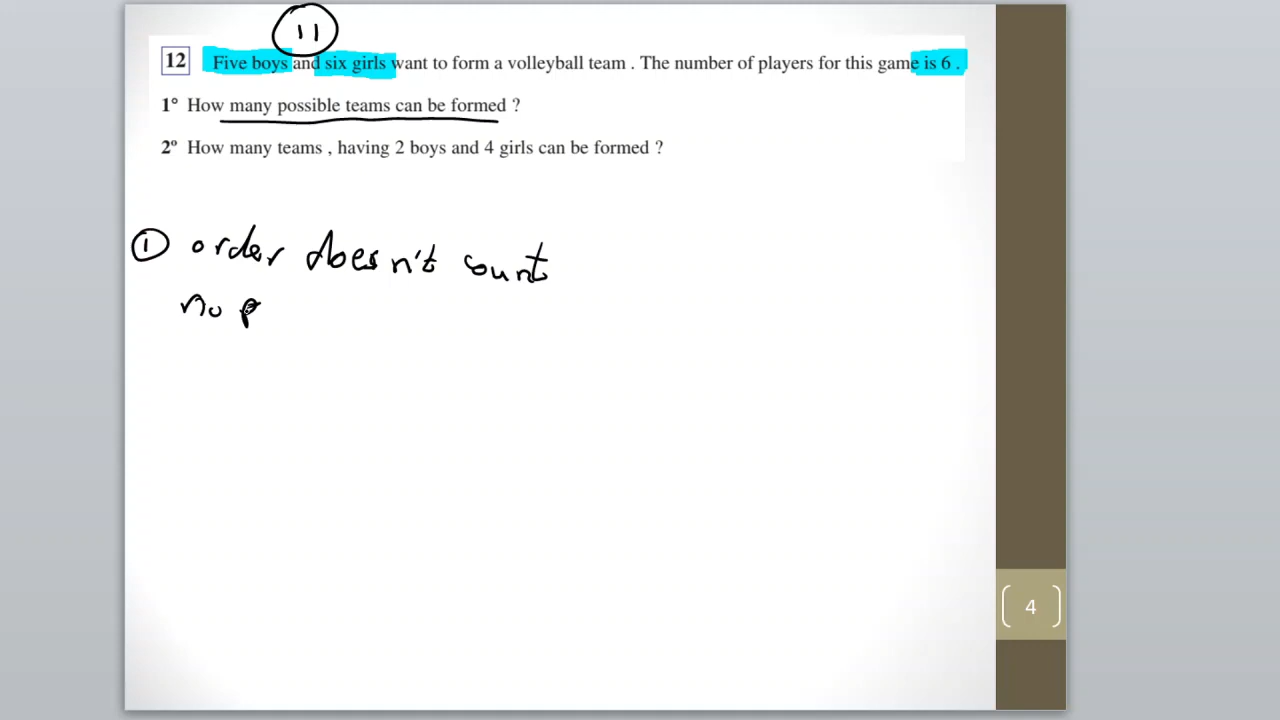 11
12 Five boys and six girls want to form a volleyball team . The number of players for this game is 6 .
1° How many possible teams can be formed ?
2° How many teams , having 2 boys and 4 girls can be formed ?
① order doesn't count
no p
4